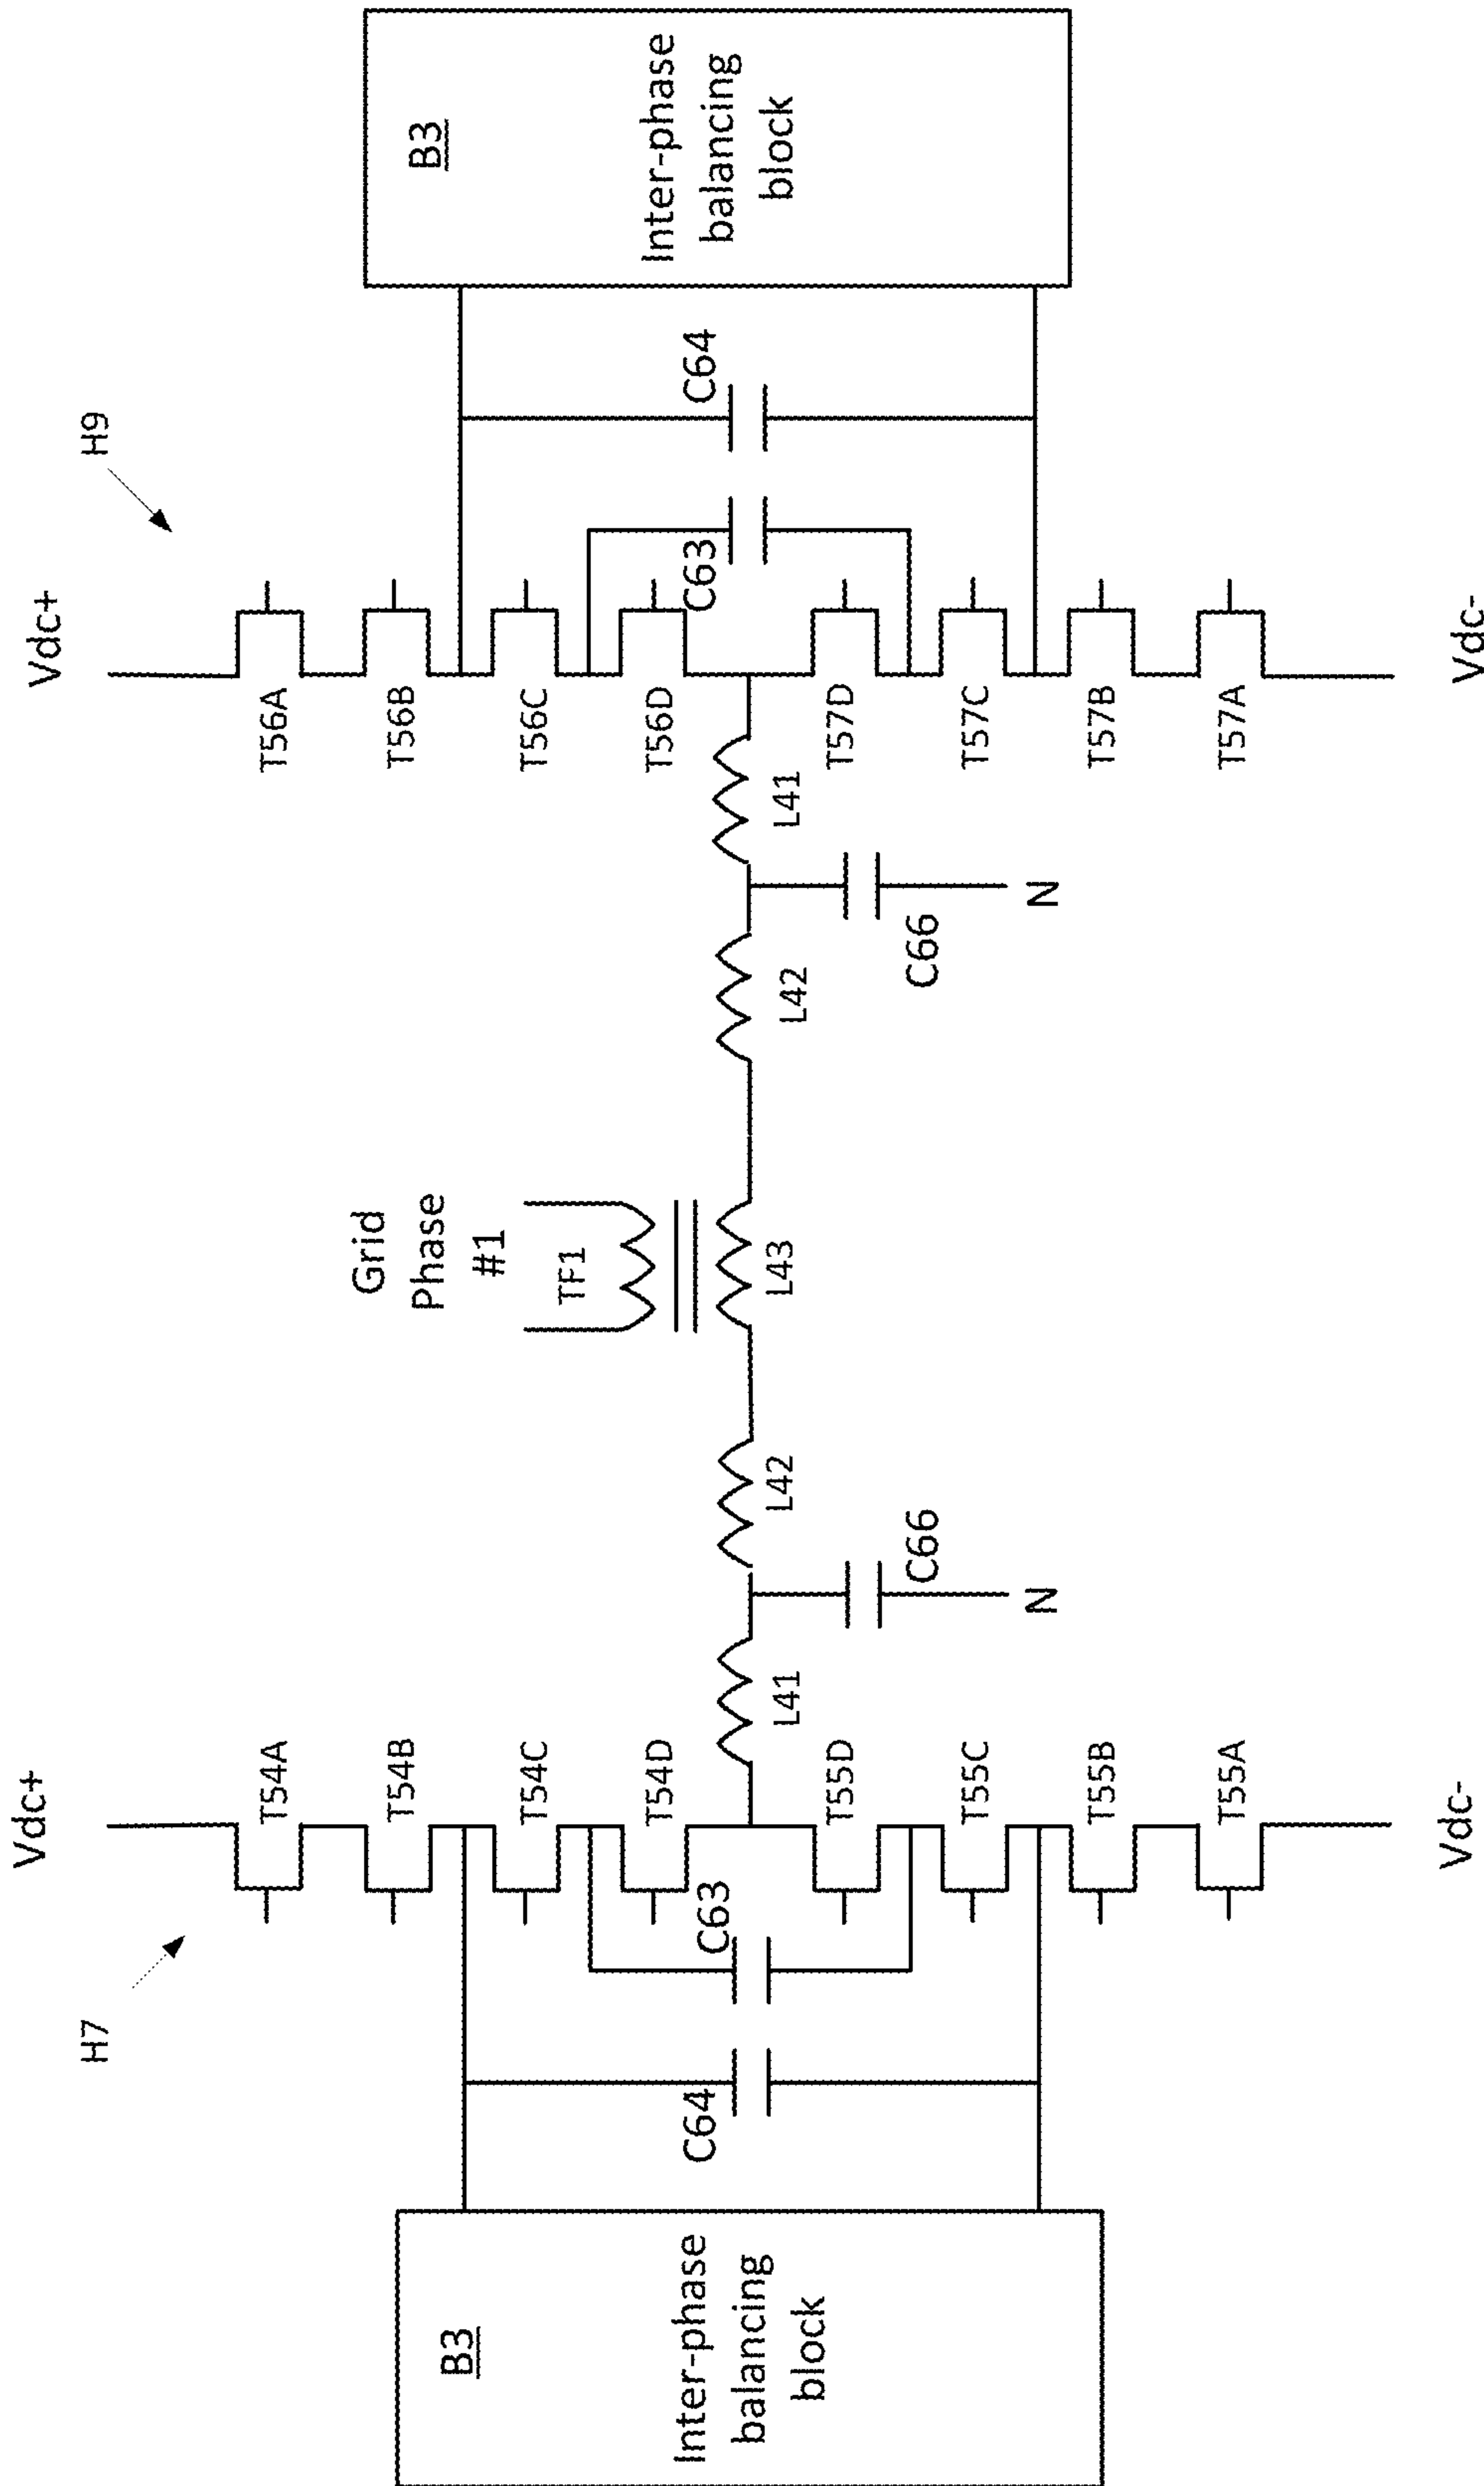 H7
H9
Vdc+
Vdc+
T54A
T56A
T54B
T56B
B3
Inter-phase
balancing
block
B3
Inter-phase
balancing
block
Grid
Phase
#1
T54C
T56C
TF1
T54D
T56D
C64
C63
C63
C64
L41
L42
L43
L42
L41
T55D
T57D
C66
C66
T55C
T57C
N
N
T55B
T57B
T55A
T57A
Vdc-
Vdc-